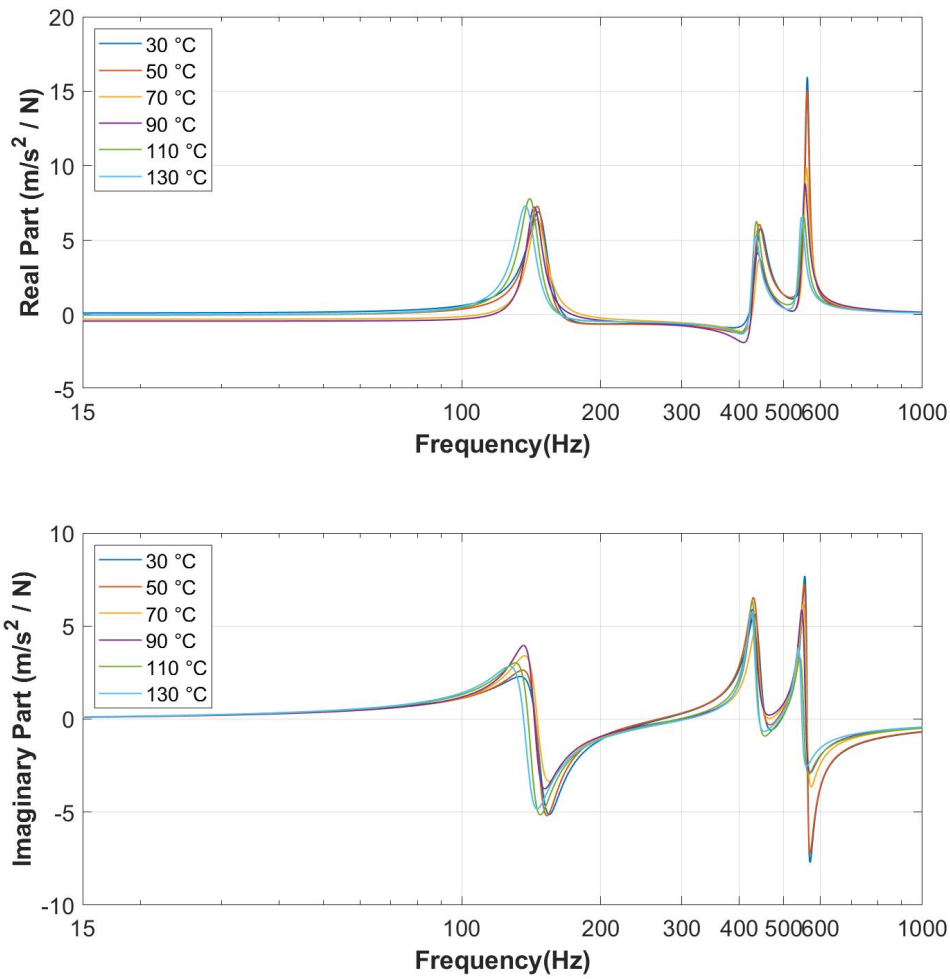 20
15
10
5
0
-5
Real Part (m/s² / N)
30 °C
50 °C
70 °C
90 °C
110 °C
130 °C
15 100 200 300 400 500 600 1000
Frequency(Hz)
10
5
0
-5
-10
Imaginary Part (m/s² / N)
30 °C
50 °C
70 °C
90 °C
110 °C
130 °C
15 100 200 300 400 500 600 1000
Frequency(Hz)